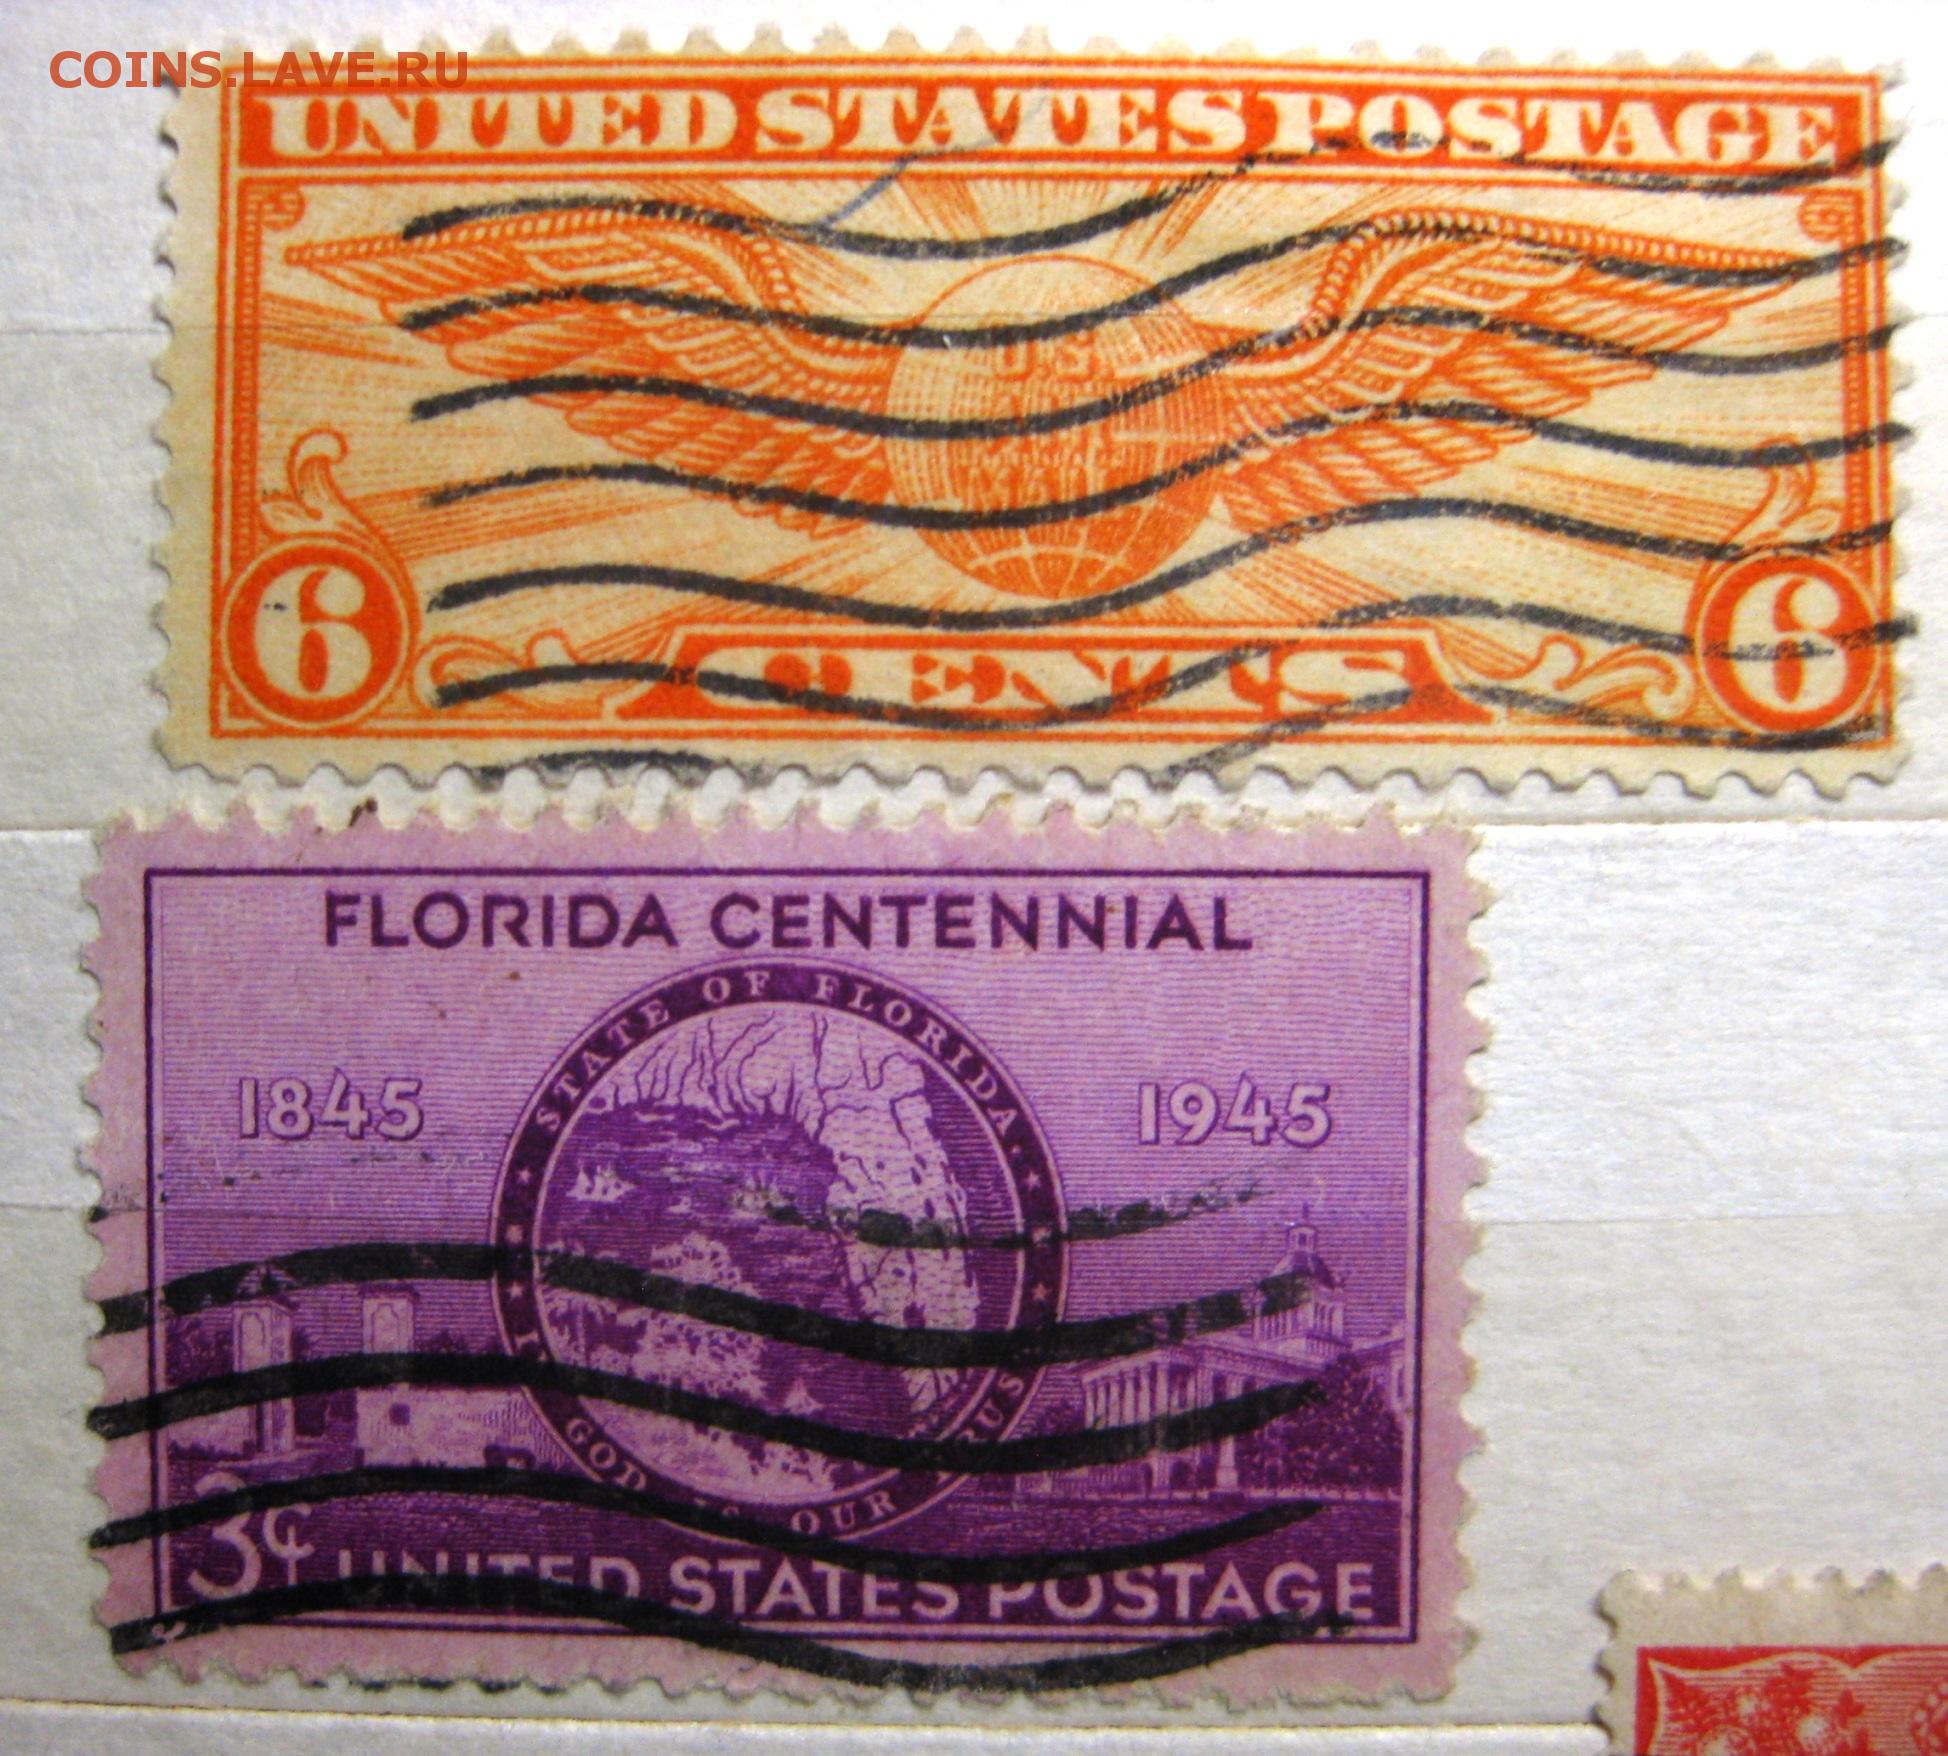 COINS.LAVE.RU
UNITED STATES POSTAGE
U.S.
6 CENTS 6
FLORIDA CENTENNIAL
STATE OF FLORIDA
1845 1945
GOD IS OUR
3¢ UNITED STATES POSTAGE